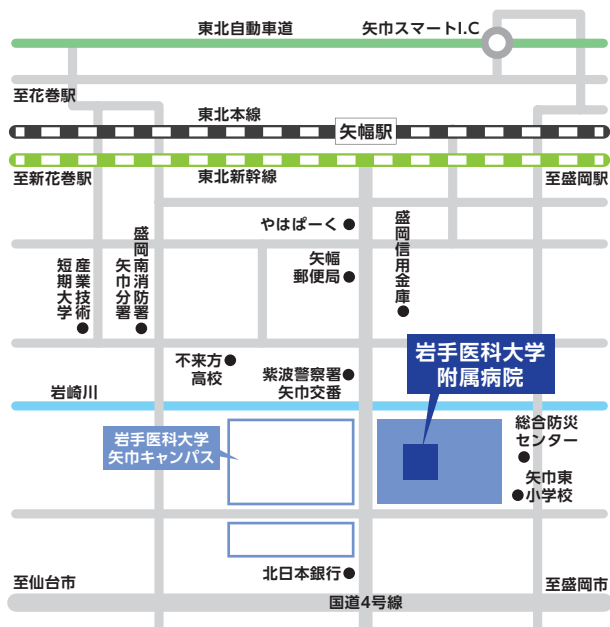 東北自動車道
矢巾スマートI.C
至花巻駅
東北本線
矢幅駅
至新花巻駅
東北新幹線
至盛岡駅
やはぱーく
盛岡信用金庫
盛岡南消防署
矢巾分署
産業技術
短期大学
矢幅
郵便局
不来方
高校
紫波警察署
矢巾交番
岩手医科大学
附属病院
岩崎川
岩手医科大学
矢巾キャンパス
総合防災
センター
矢巾東
小学校
北日本銀行
至仙台市
至盛岡市
国道4号線